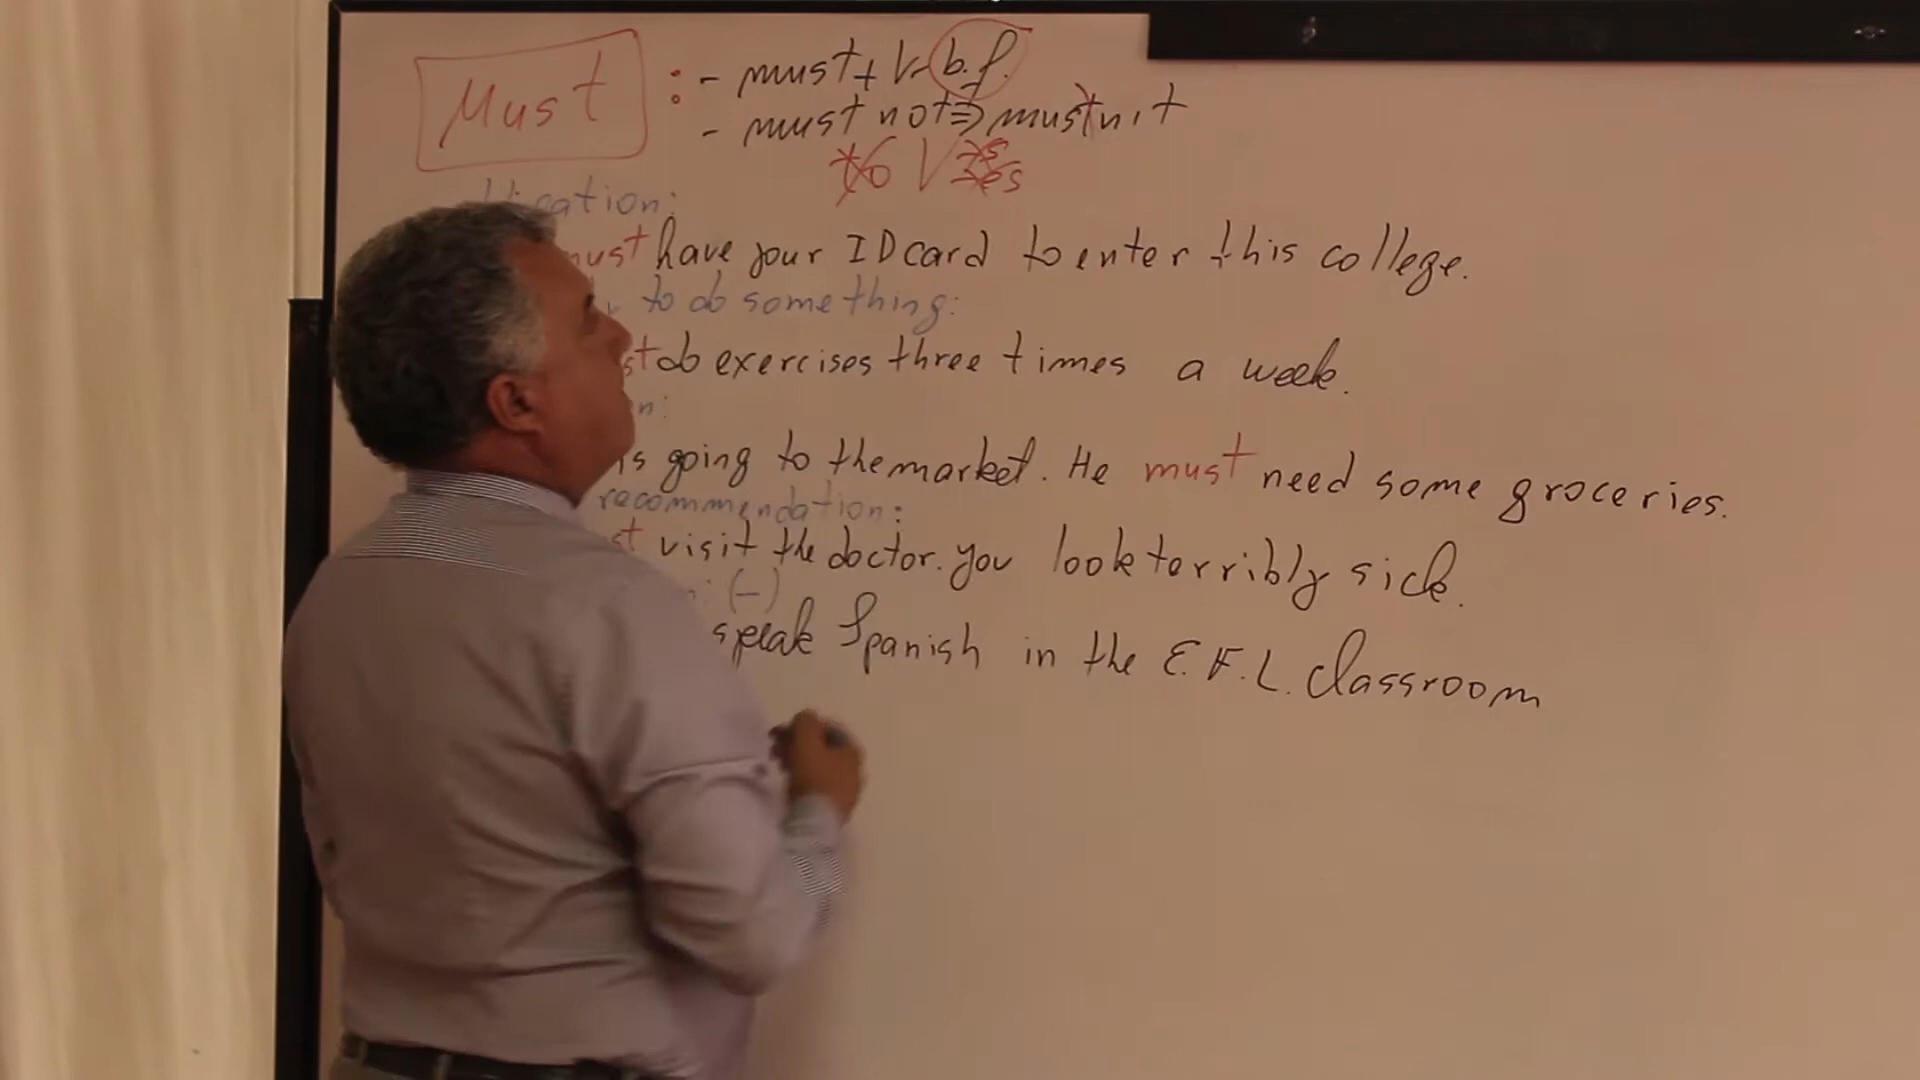 Must : - must + V- b.f.
- must not => mustn't
to V s es
have your ID card to enter this college.
to do something:
do exercises three times a week.
is going to the market. He must need some groceries.
recommendation:
visit the doctor. You look terribly sick.
(-)
speak Spanish in the E.F.L. classroom